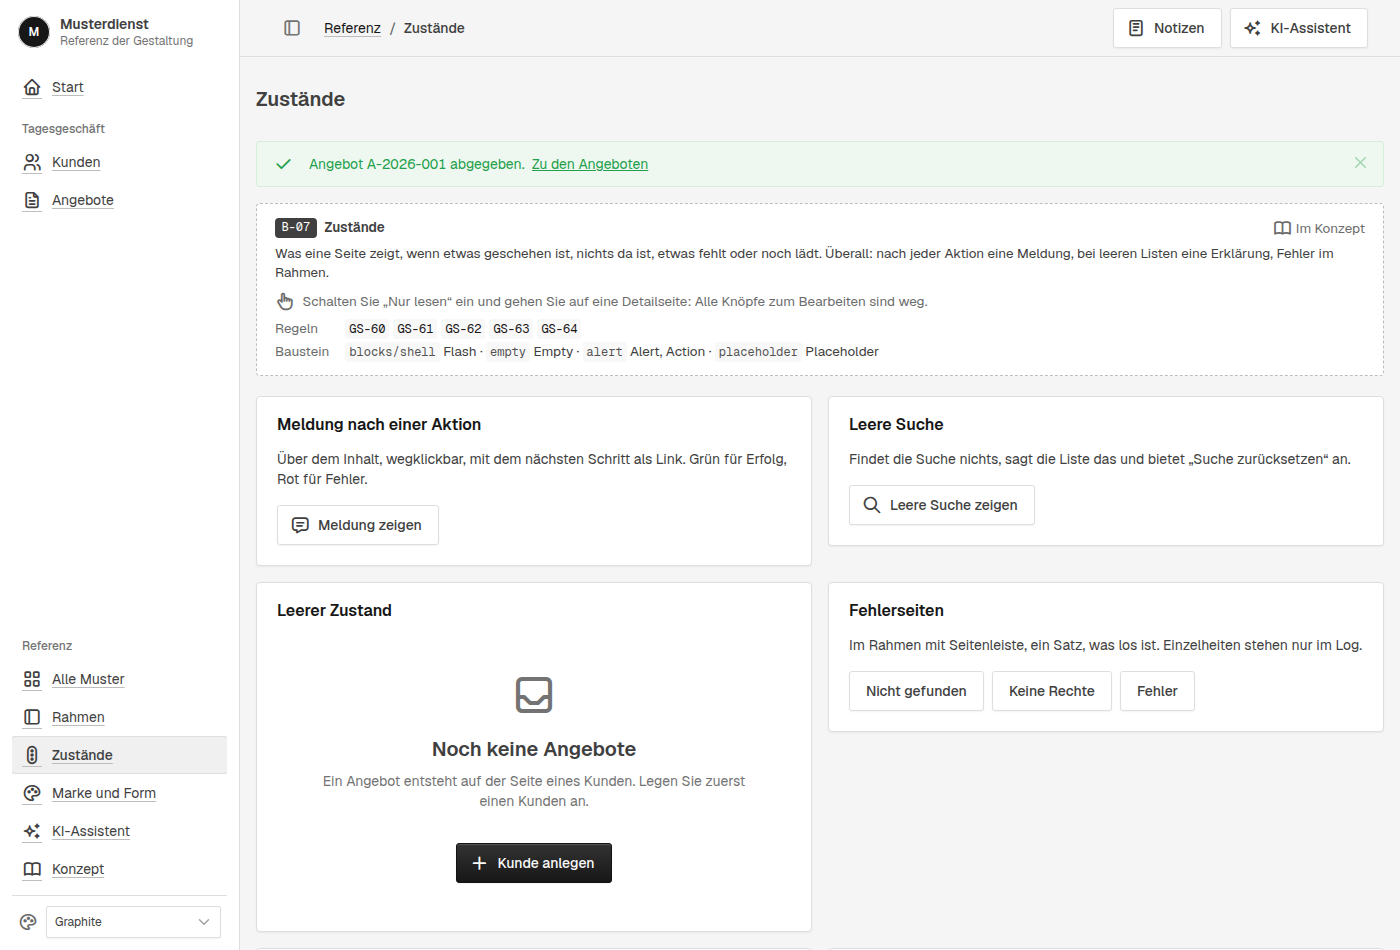 M
Musterdienst
Referenz der Gestaltung
Start
Tagesgeschäft
Kunden
Angebote
Referenz
Alle Muster
Rahmen
Zustände
Marke und Form
KI-Assistent
Konzept
Graphite
Referenz / Zustände
Notizen
KI-Assistent
Zustände
Angebot A-2026-001 abgegeben. Zu den Angeboten
B-07 Zustände
Im Konzept
Was eine Seite zeigt, wenn etwas geschehen ist, nichts da ist, etwas fehlt oder noch lädt. Überall: nach jeder Aktion eine Meldung, bei leeren Listen eine Erklärung, Fehler im
Rahmen.
Schalten Sie „Nur lesen“ ein und gehen Sie auf eine Detailseite: Alle Knöpfe zum Bearbeiten sind weg.
Regeln GS-60 GS-61 GS-62 GS-63 GS-64
Baustein blocks/shell Flash · empty Empty · alert Alert, Action · placeholder Placeholder
Meldung nach einer Aktion
Über dem Inhalt, wegklickbar, mit dem nächsten Schritt als Link. Grün für Erfolg,
Rot für Fehler.
Meldung zeigen
Leere Suche
Findet die Suche nichts, sagt die Liste das und bietet „Suche zurücksetzen“ an.
Leere Suche zeigen
Leerer Zustand
Noch keine Angebote
Ein Angebot entsteht auf der Seite eines Kunden. Legen Sie zuerst
einen Kunden an.
Kunde anlegen
Fehlerseiten
Im Rahmen mit Seitenleiste, ein Satz, was los ist. Einzelheiten stehen nur im Log.
Nicht gefunden
Keine Rechte
Fehler